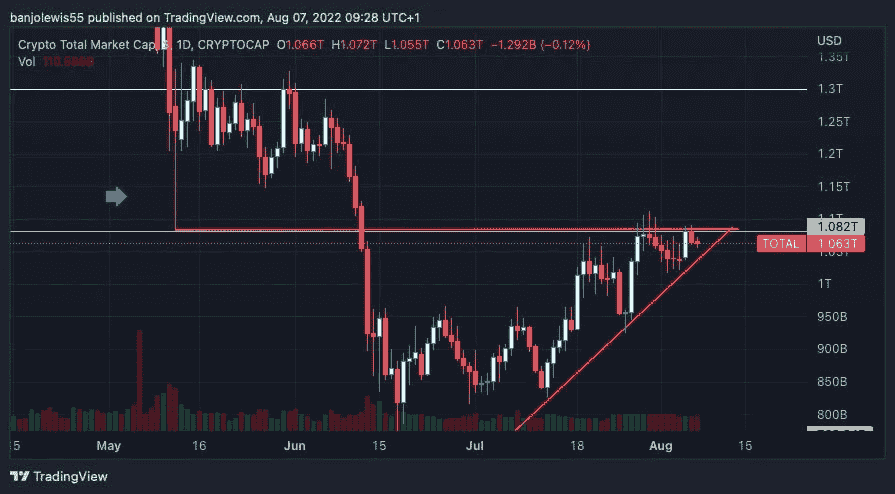 banjolewis55 published on TradingView.com, Aug 07, 2022 09:28 UTC+1
Crypto Total Market Cap, 1D, CRYPTOCAP O1.066T H1.072T L1.055T C1.063T −1.292B (−0.12%)
Vol
USD
1.35T
1.3T
1.25T
1.2T
1.15T
1.1T
1.082T
TOTAL 1.063T
1.05T
1T
950B
900B
850B
800B
5 May 16 Jun 15 Jul 18 Aug 15
TradingView